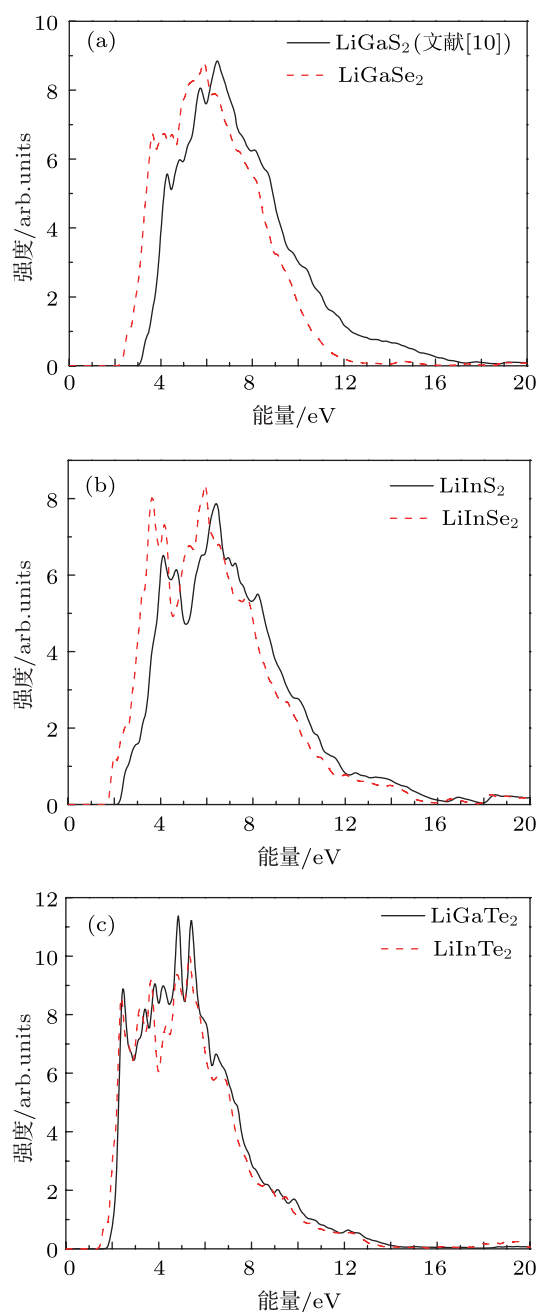 (a)
LiGaS₂(文献[10])
LiGaSe₂
10
8
6
4
2
0
强度/arb.units
0 4 8 12 16 20
能量/eV
(b)
LiInS₂
LiInSe₂
8
6
4
2
0
强度/arb.units
0 4 8 12 16 20
能量/eV
(c)
LiGaTe₂
LiInTe₂
12
10
8
6
4
2
0
强度/arb.units
0 4 8 12 16 20
能量/eV